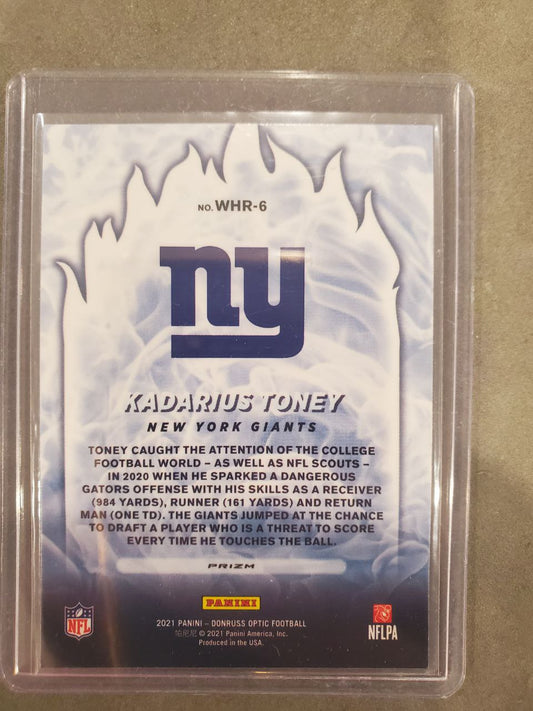 NO. WHR-6
ny
KADARIUS TONEY
NEW YORK GIANTS
TONEY CAUGHT THE ATTENTION OF THE COLLEGE
FOOTBALL WORLD – AS WELL AS NFL SCOUTS –
IN 2020 WHEN HE SPARKED A DANGEROUS
GATORS OFFENSE WITH HIS SKILLS AS A RECEIVER
(984 YARDS), RUNNER (161 YARDS) AND RETURN
MAN (ONE TD). THE GIANTS JUMPED AT THE CHANCE
TO DRAFT A PLAYER WHO IS A THREAT TO SCORE
EVERY TIME HE TOUCHES THE BALL.
PRIZM
PANINI
2021 PANINI – DONRUSS OPTIC FOOTBALL
帕尼尼 © 2021 Panini America, Inc.
Produced in the USA.
NFL
NFLPA